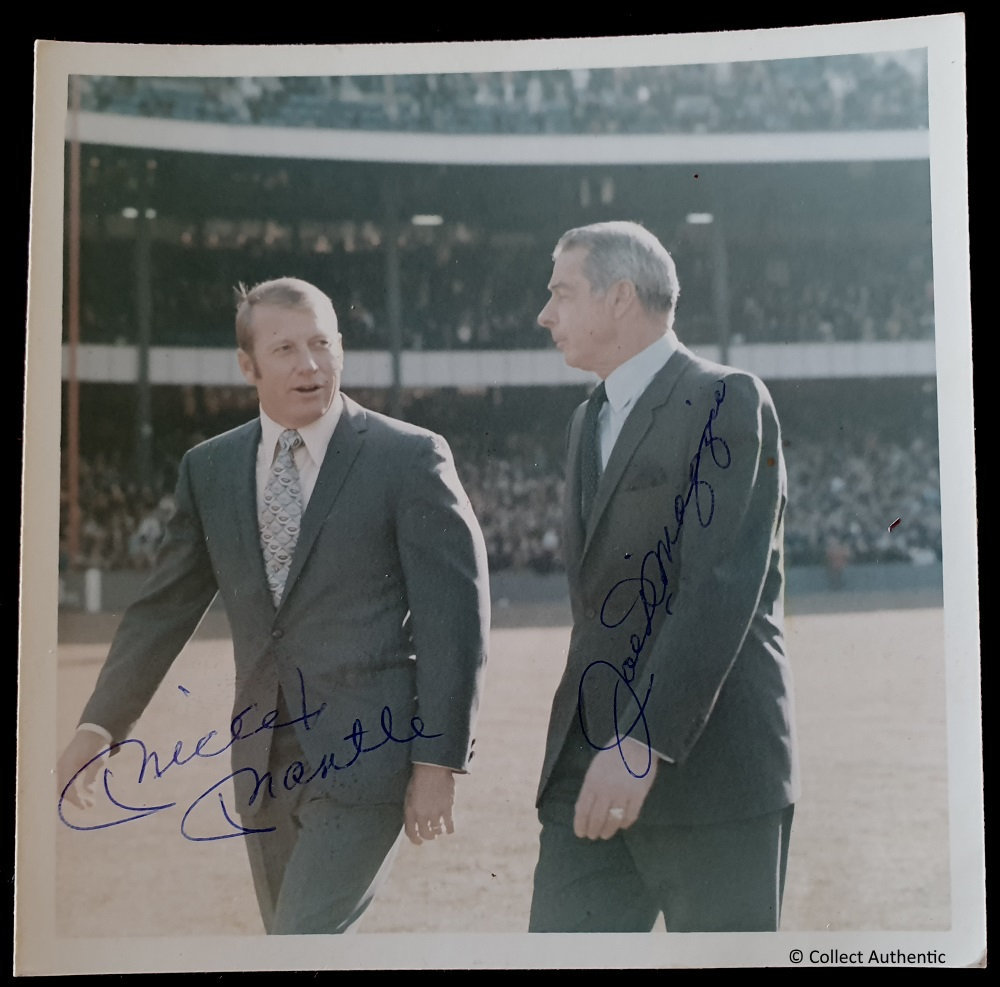 Mickey
Mantle
Joe DiMaggio
© Collect Authentic